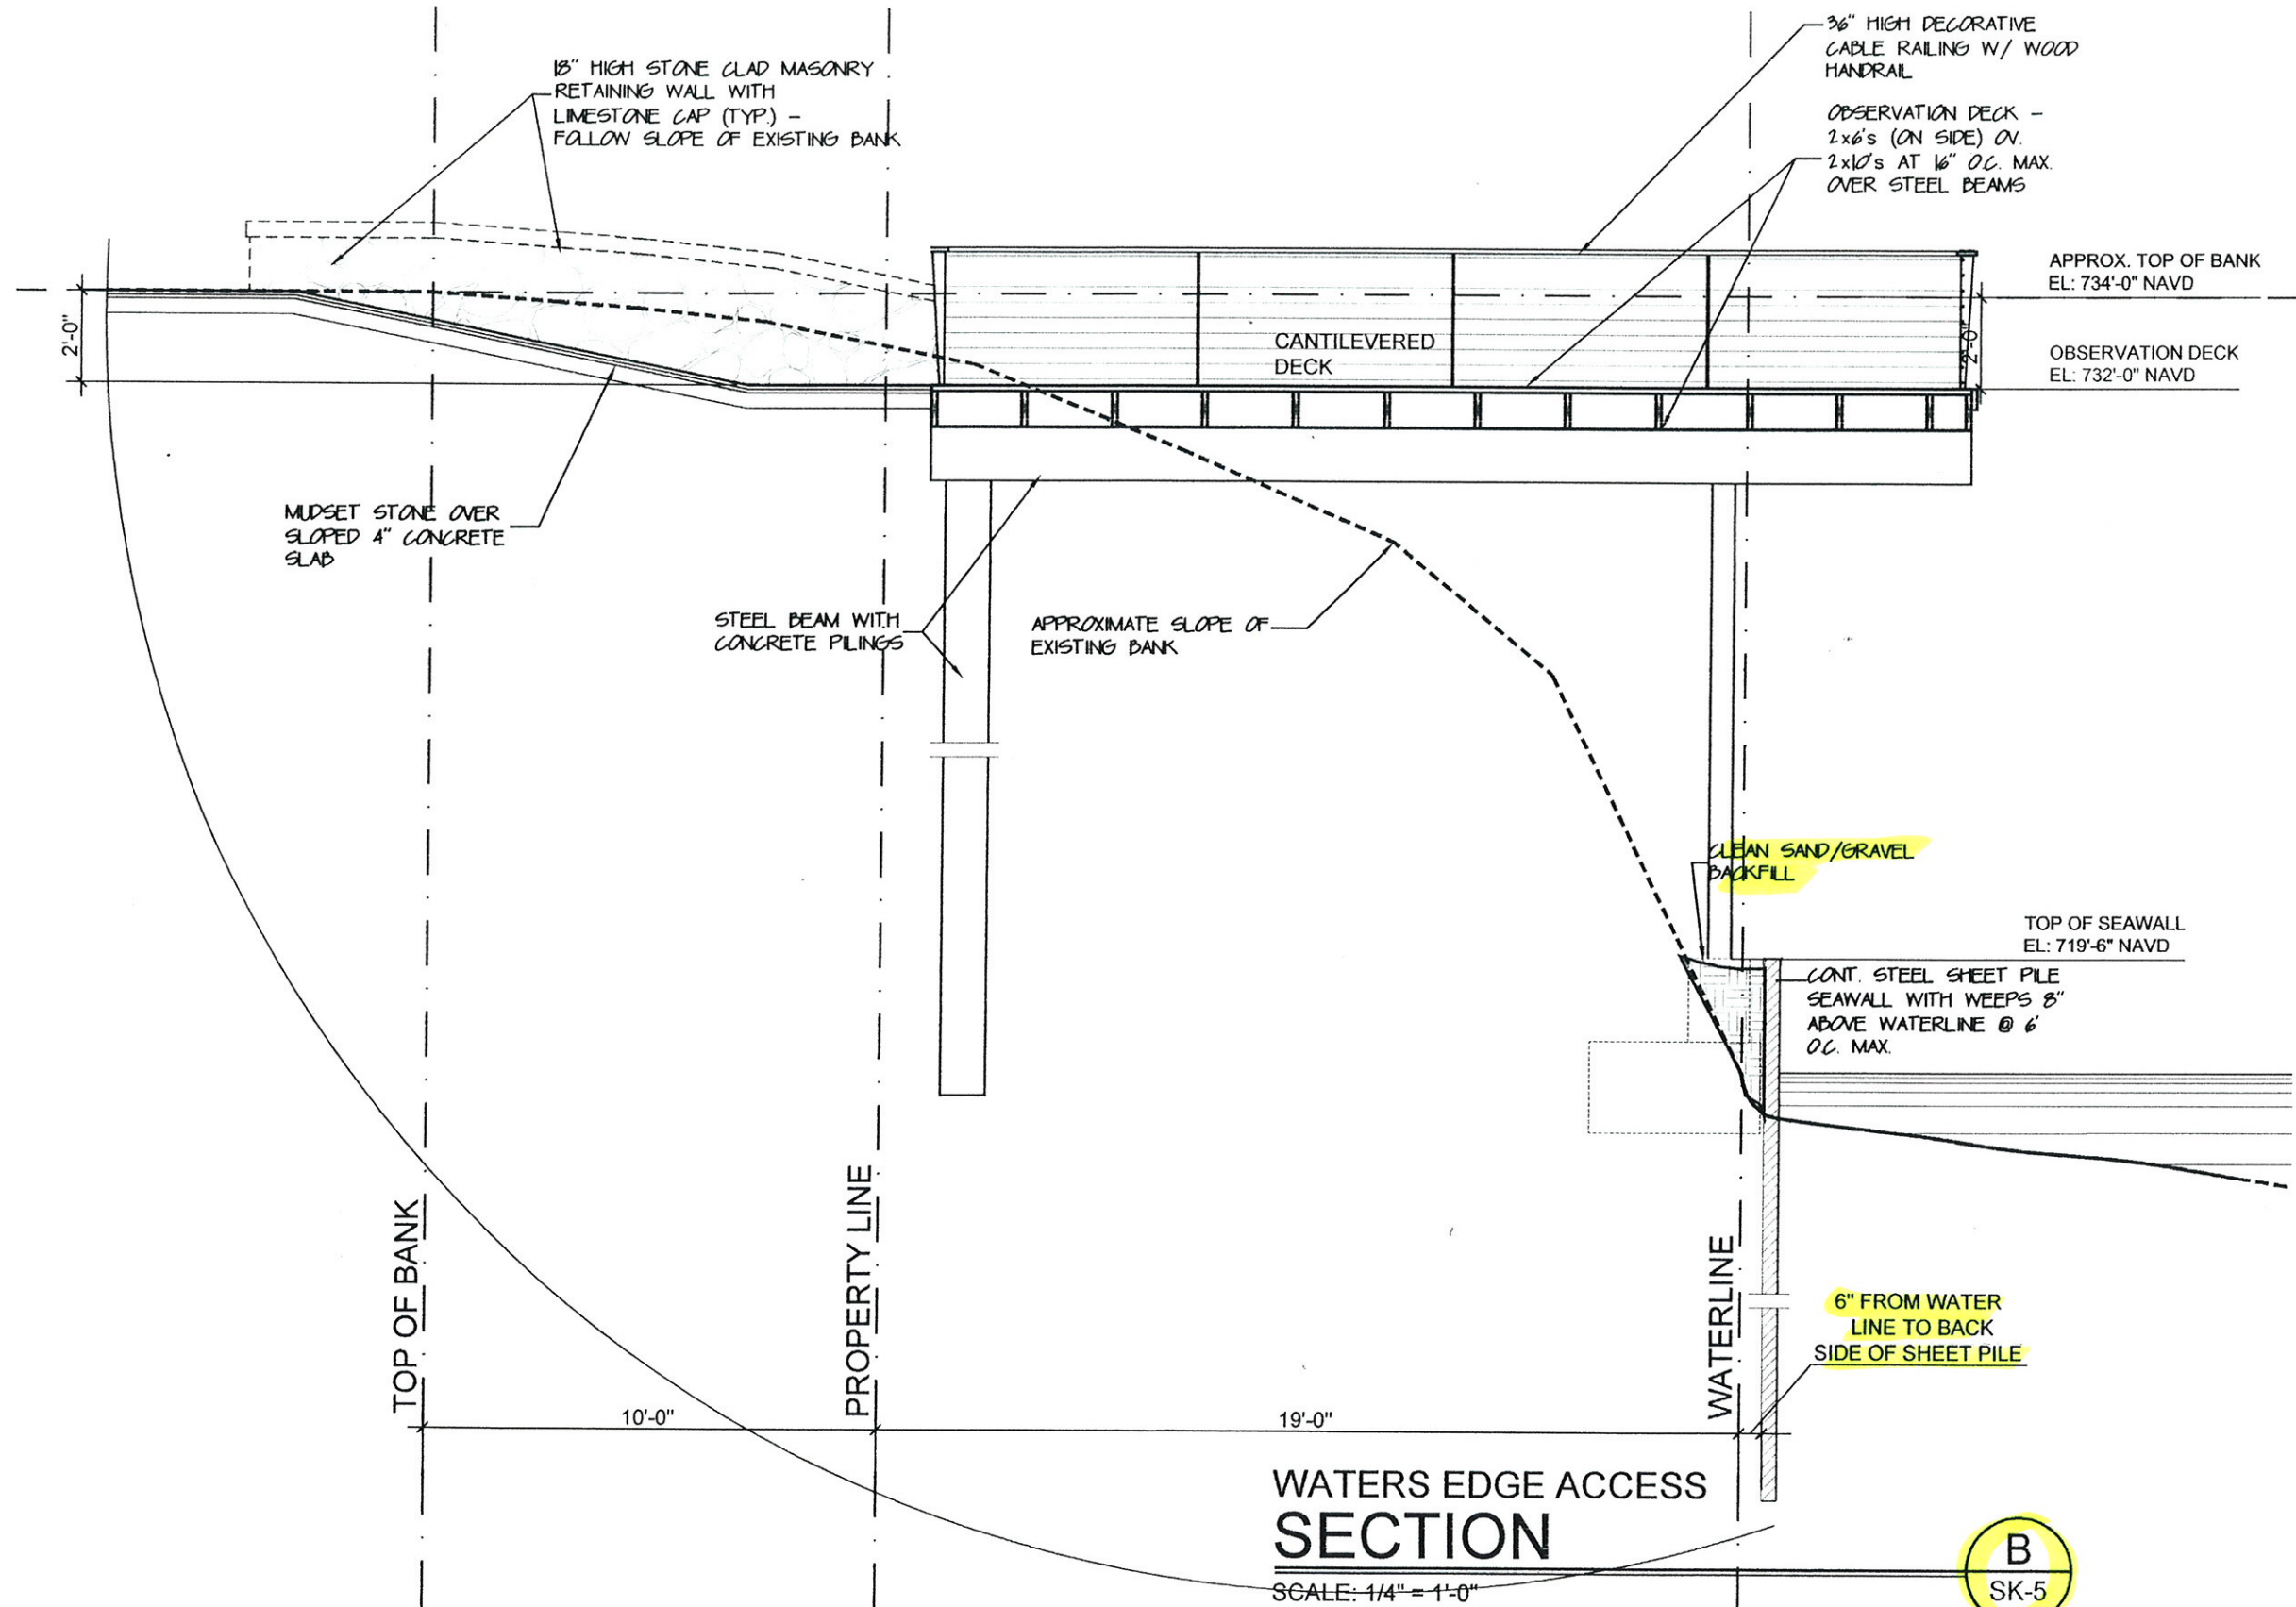 18" HIGH STONE CLAD MASONRY
RETAINING WALL WITH
LIMESTONE CAP (TYP.) -
FOLLOW SLOPE OF EXISTING BANK
36" HIGH DECORATIVE
CABLE RAILING W/ WOOD
HANDRAIL
OBSERVATION DECK -
2x6's (ON SIDE) OV.
2x10's AT 16" O.C. MAX.
OVER STEEL BEAMS
APPROX. TOP OF BANK
EL: 734'-0" NAVD
2'-0"
2'-0"
CANTILEVERED
DECK
OBSERVATION DECK
EL: 732'-0" NAVD
MUDSET STONE OVER
SLOPED 4" CONCRETE
SLAB
STEEL BEAM WITH
CONCRETE PILINGS
APPROXIMATE SLOPE OF
EXISTING BANK
CLEAN SAND/GRAVEL
BACKFILL
TOP OF SEAWALL
EL: 719'-6" NAVD
CONT. STEEL SHEET PILE
SEAWALL WITH WEEPS 8"
ABOVE WATERLINE @ 6'
O.C. MAX.
TOP OF BANK
PROPERTY LINE
WATERLINE
6" FROM WATER
LINE TO BACK
SIDE OF SHEET PILE
10'-0"
19'-0"
WATERS EDGE ACCESS
SECTION
SCALE: 1/4" = 1'-0"
B
SK-5